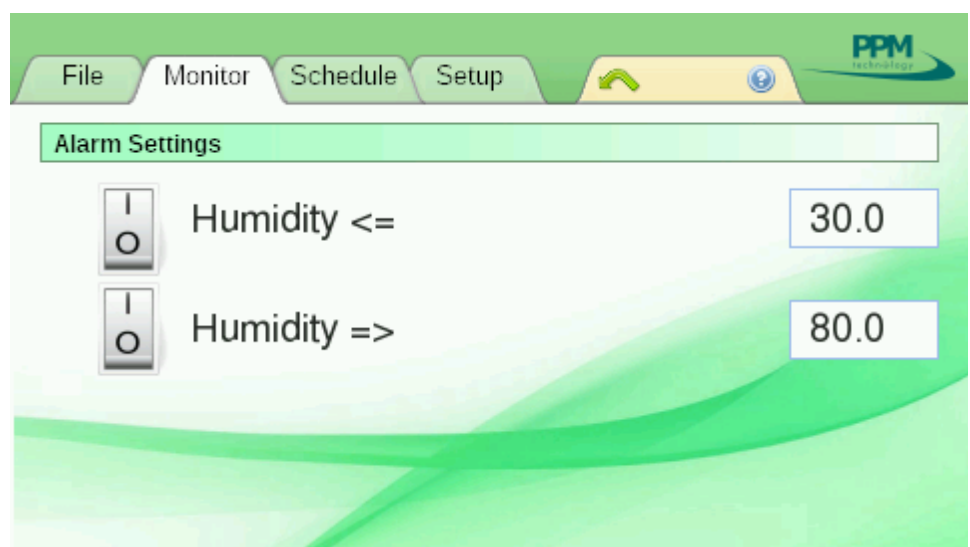 File Monitor Schedule Setup
PPM
technology
Alarm Settings
Humidity <= 30.0
Humidity => 80.0